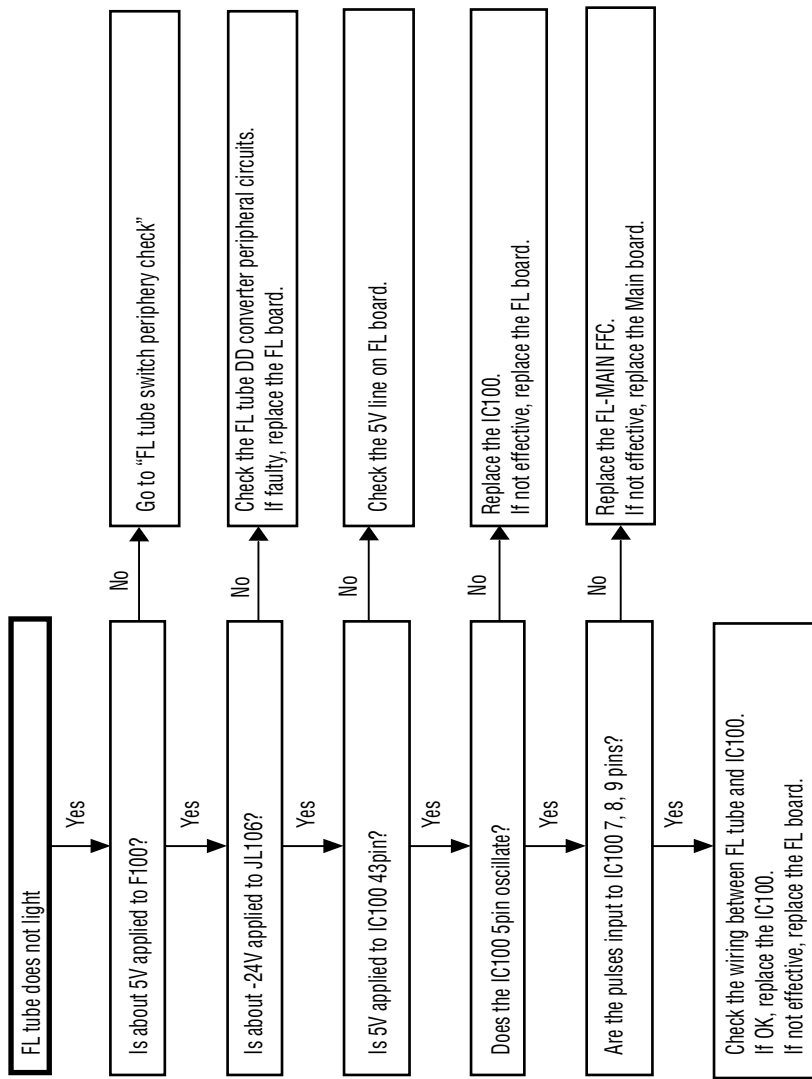 FL tube does not light
Yes
Is about 5V applied to F100?
No
Go to “FL tube switch periphery check”
Yes
Is about -24V applied to JL106?
No
Check the FL tube DD converter peripheral circuits.
If faulty, replace the FL board.
Yes
Is 5V applied to IC100 43pin?
No
Check the 5V line on FL board.
Yes
Does the IC100 5pin oscillate?
No
Replace the IC100.
If not effective, replace the FL board.
Yes
Are the pulses input to IC100 7, 8, 9 pins?
No
Replace the FL-MAIN FFC.
If not effective, replace the Main board.
Yes
Check the wiring between FL tube and IC100.
If OK, replace the IC100.
If not effective, replace the FL board.